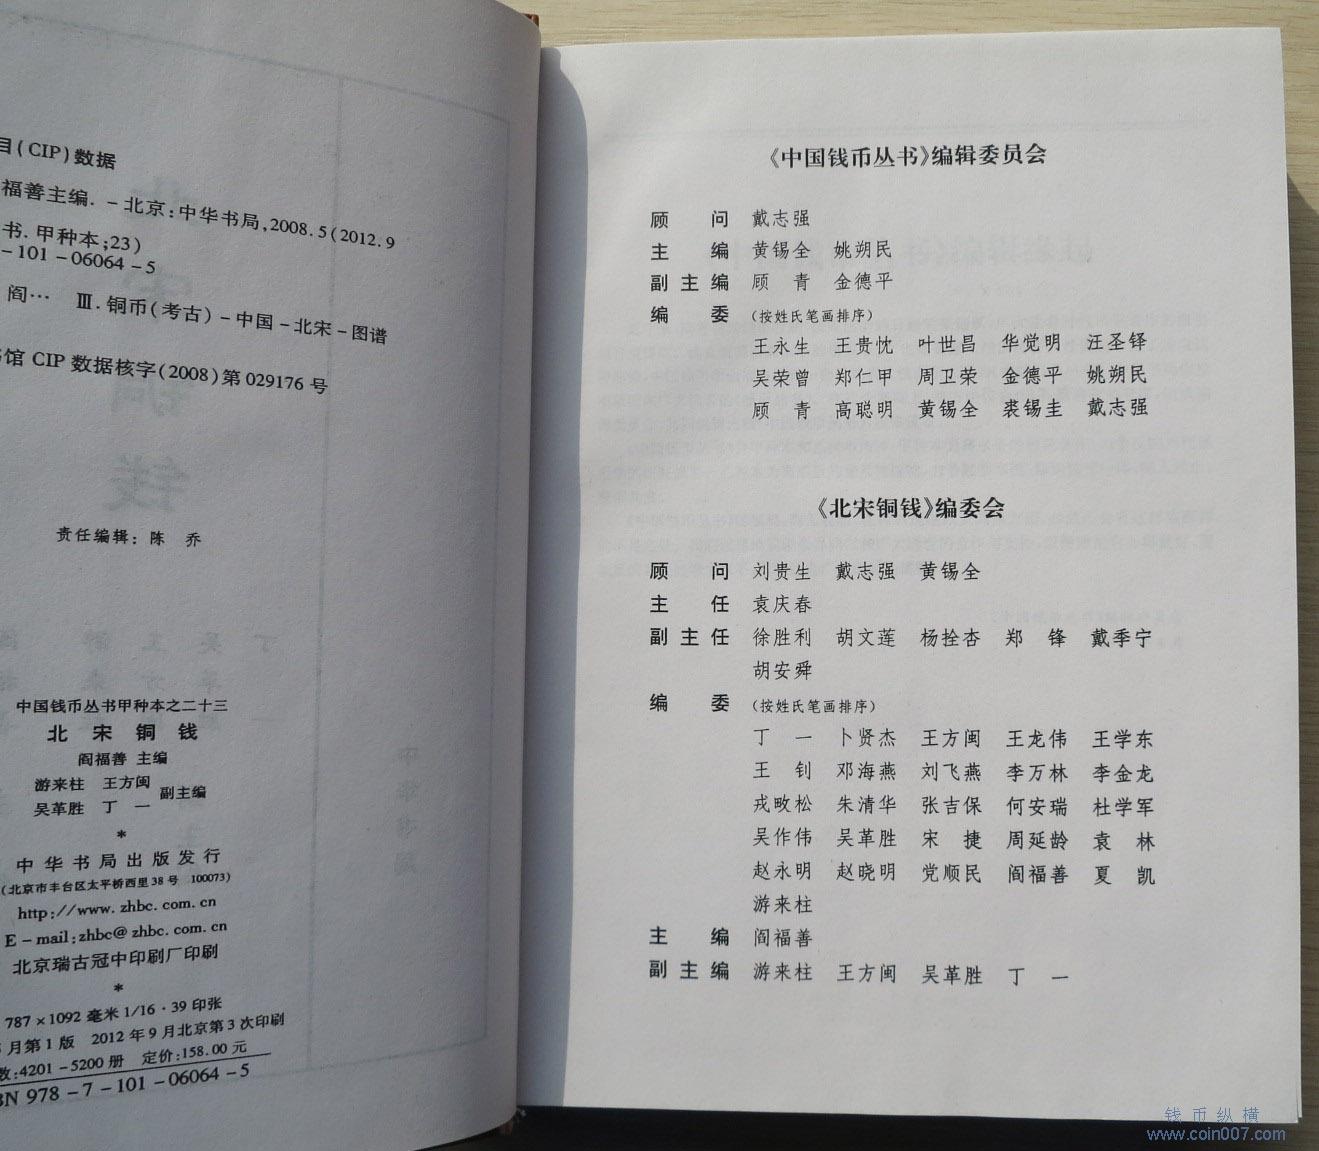 目(CIP)数据
福善主编. －北京:中华书局,2008.5(2012.9
书.甲种本;23)
－101－06064－5
阎… Ⅲ.铜币(考古)－中国－北宋－图谱
馆 CIP 数据核字(2008)第 029176 号
责任编辑: 陈 乔
中国钱币丛书甲种本之二十三
北宋铜钱
阎福善 主编
游来柱 王方闽
吴革胜 丁 一 副主编
*
中华书局出版发行
(北京市丰台区太平桥西里 38 号 100073)
http://www.zhbc.com.cn
E－mail:zhbc@zhbc.com.cn
北京瑞古冠中印刷厂印刷
*
787×1092 毫米 1/16·39 印张
月第 1 版 2012 年 9 月北京第 3 次印刷
数:4201－5200 册 定价:158.00 元
BN 978－7－101－06064－5
《中国钱币丛书》编辑委员会
顾 问 戴志强
主 编 黄锡全 姚朔民
副主编 顾 青 金德平
编 委 (按姓氏笔画排序)
王永生 王贵忱 叶世昌 华觉明 汪圣铎
吴荣曾 郑仁甲 周卫荣 金德平 姚朔民
顾 青 高聪明 黄锡全 裘锡圭 戴志强
《北宋铜钱》编委会
顾 问 刘贵生 戴志强 黄锡全
主 任 袁庆春
副主任 徐胜利 胡文莲 杨拴杏 郑 锋 戴季宁
胡安舜
编 委 (按姓氏笔画排序)
丁 一 卜贤杰 王方闽 王龙伟 王学东
王 钊 邓海燕 刘飞燕 李万林 李金龙
戎畋松 朱清华 张吉保 何安瑞 杜学军
吴作伟 吴革胜 宋 捷 周延龄 袁 林
赵永明 赵晓明 党顺民 阎福善 夏 凯
游来柱
主 编 阎福善
副主编 游来柱 王方闽 吴革胜 丁 一
钱币纵横
www.coin007.com